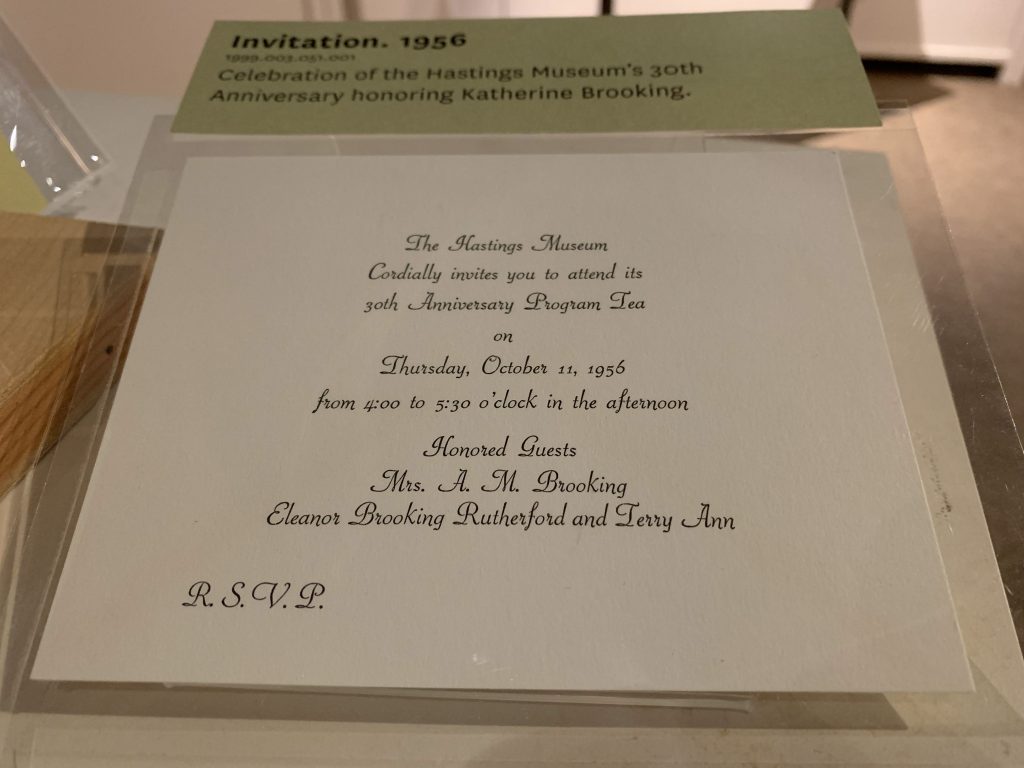 Invitation. 1956
1999.003.051.001
Celebration of the Hastings Museum's 30th
Anniversary honoring Katherine Brooking.
The Hastings Museum
Cordially invites you to attend its
30th Anniversary Program Tea
on
Thursday, October 11, 1956
from 4:00 to 5:30 o'clock in the afternoon
Honored Guests
Mrs. A. M. Brooking
Eleanor Brooking Rutherford and Terry Ann
R. S. V. P.